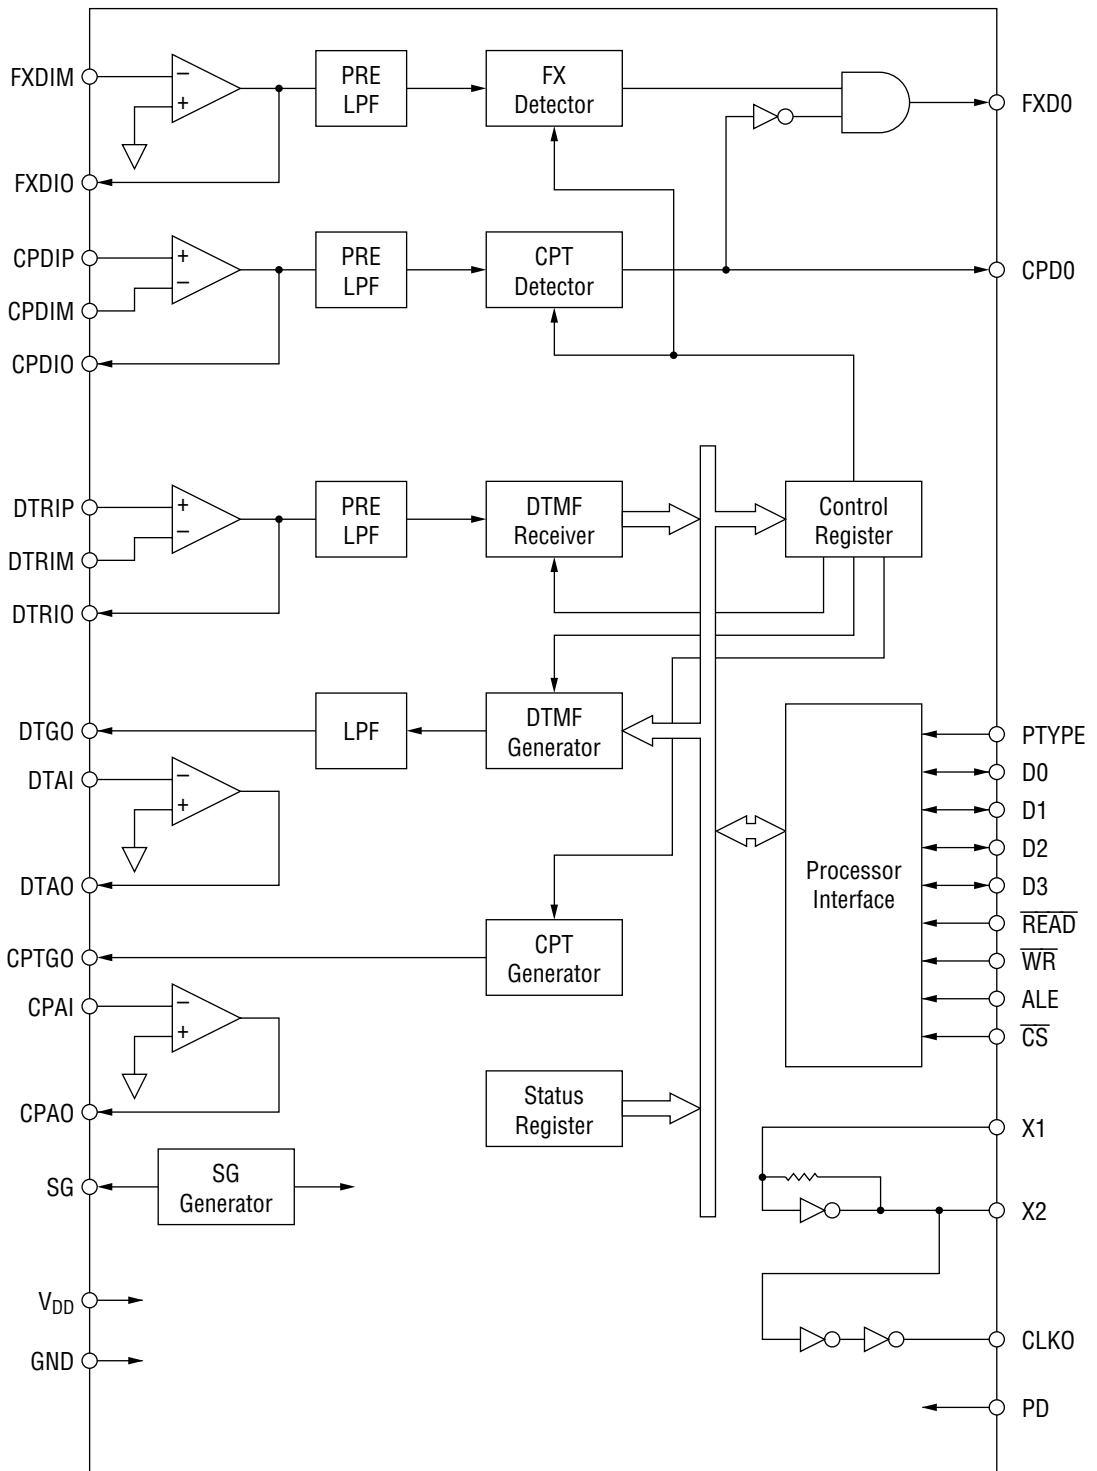 FXDIM
−
+
PRE
LPF
FX
Detector
FXD0
FXDIO
CPDIP
+
−
PRE
LPF
CPT
Detector
CPD0
CPDIM
CPDIO
DTRIP
+
−
PRE
LPF
DTMF
Receiver
Control
Register
DTRIM
DTRIO
DTGO
LPF
DTMF
Generator
DTAI
−
+
DTAO
PTYPE
D0
D1
D2
D3
READ
WR
ALE
CS
Processor
Interface
CPTGO
CPT
Generator
CPAI
−
+
CPAO
Status
Register
SG
SG
Generator
X1
X2
VDD
GND
CLKO
PD